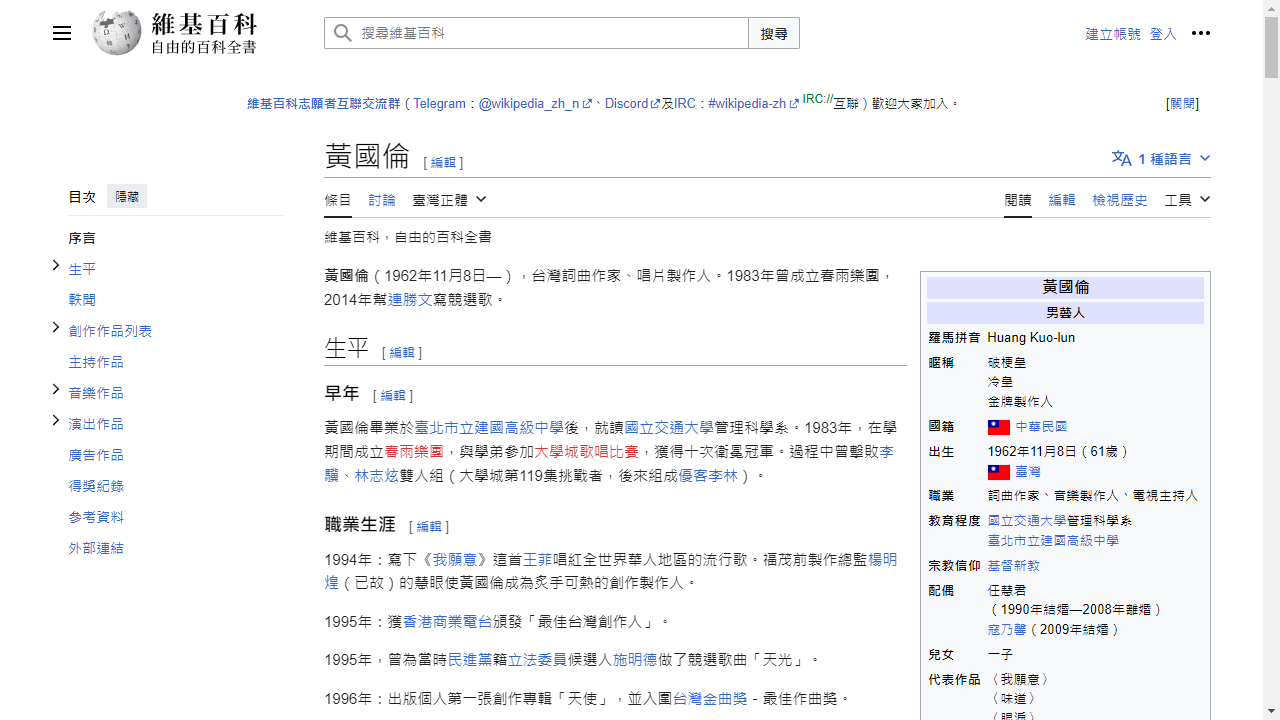 維基百科
自由的百科全書
搜尋維基百科
搜尋
建立帳號 登入
維基百科志願者互聯交流群（Telegram：@wikipedia_zh_n、Discord及IRC：#wikipedia-zh IRC://互聯）歡迎大家加入。
[關閉]
目次 隱藏
序言
生平
軼聞
創作作品列表
主持作品
音樂作品
演出作品
廣告作品
得獎紀錄
參考資料
外部連結
黃國倫 [編輯]
1 種語言
條目 討論 臺灣正體
閱讀 編輯 檢視歷史 工具
維基百科，自由的百科全書
黃國倫（1962年11月8日—），台灣詞曲作家、唱片製作人。1983年曾成立春雨樂團，
2014年幫連勝文寫競選歌。
生平 [編輯]
早年 [編輯]
黃國倫畢業於臺北市立建國高級中學後，就讀國立交通大學管理科學系。1983年，在學
期間成立春雨樂團，與學弟參加大學城歌唱比賽，獲得十次衛冕冠軍。過程中曾擊敗李
驥、林志炫雙人組（大學城第119集挑戰者，後來組成優客李林）。
職業生涯 [編輯]
1994年：寫下《我願意》這首王菲唱紅全世界華人地區的流行歌。福茂前製作總監楊明
煌（已故）的慧眼使黃國倫成為炙手可熱的創作製作人。
1995年：獲香港商業電台頒發「最佳台灣創作人」。
1995年，曾為當時民進黨籍立法委員候選人施明德做了競選歌曲「天光」。
1996年：出版個人第一張創作專輯「天使」，並入圍台灣金曲獎－最佳作曲獎。
黃國倫
男藝人
羅馬拼音 Huang Kuo-lun
暱稱 破梗皇
冷皇
金牌製作人
國籍 中華民國
出生 1962年11月8日（61歲）
臺灣
職業 詞曲作家、音樂製作人、電視主持人
教育程度 國立交通大學管理科學系
臺北市立建國高級中學
宗教信仰 基督新教
配偶 任慧君
（1990年結婚—2008年離婚）
寇乃馨（2009年結婚）
兒女 一子
代表作品 〈我願意〉
〈味道〉
〈眼淚〉